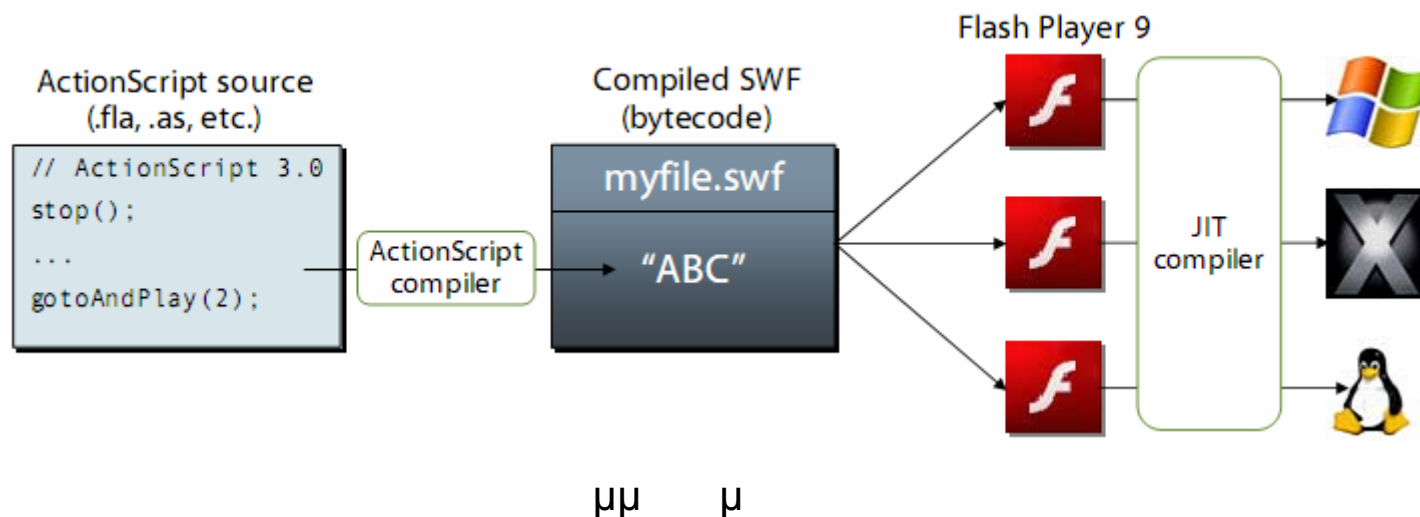 Flash Player 9
ActionScript source
(.fla, .as, etc.)
// ActionScript 3.0
stop();
...
gotoAndPlay(2);
ActionScript
compiler
Compiled SWF
(bytecode)
myfile.swf
“ABC”
JIT
compiler
μμ μ